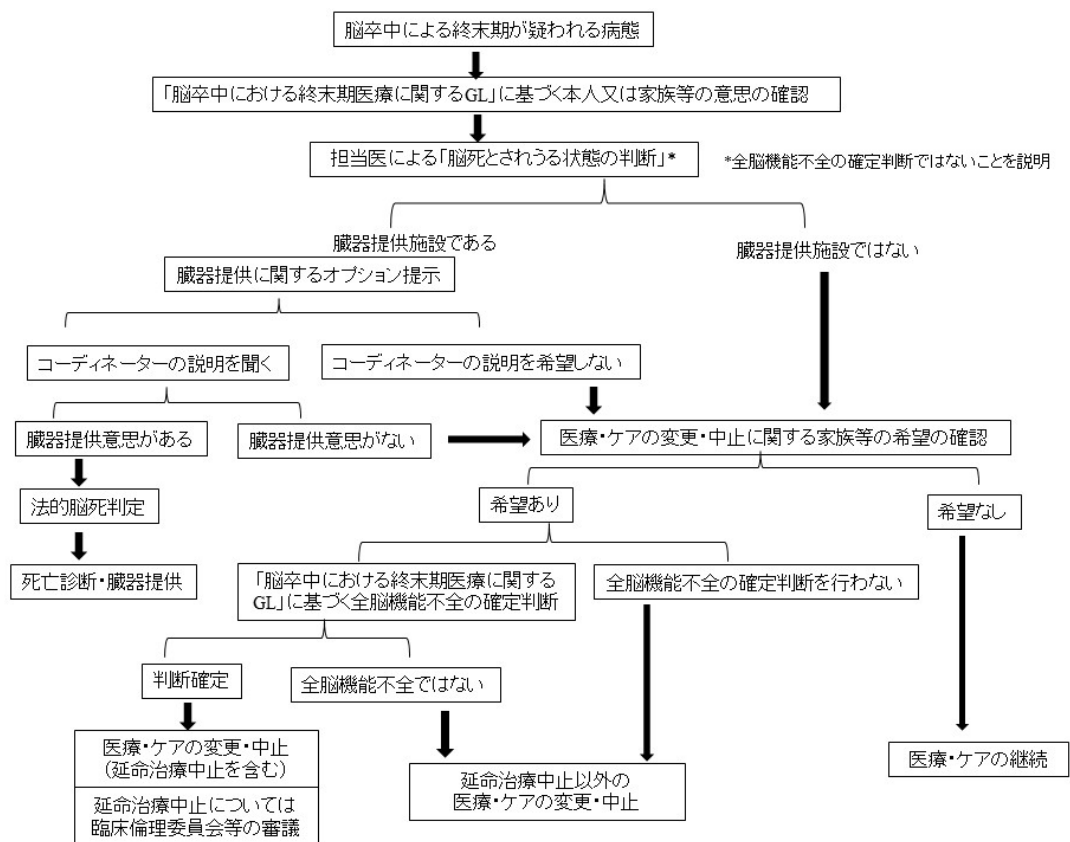 脳卒中による終末期が疑われる病態
「脳卒中における終末期医療に関するGL」に基づく本人又は家族等の意思の確認
担当医による「脳死とされうる状態の判断」*
*全脳機能不全の確定判断ではないことを説明
臓器提供施設である
臓器提供施設ではない
臓器提供に関するオプション提示
コーディネーターの説明を聞く
コーディネーターの説明を希望しない
臓器提供意思がある
臓器提供意思がない
医療・ケアの変更・中止に関する家族等の希望の確認
法的脳死判定
希望あり
希望なし
死亡診断・臓器提供
「脳卒中における終末期医療に関する
GL」に基づく全脳機能不全の確定判断
全脳機能不全の確定判断を行わない
判断確定
全脳機能不全ではない
医療・ケアの変更・中止
(延命治療中止を含む)
延命治療中止については
臨床倫理委員会等の審議
延命治療中止以外の
医療・ケアの変更・中止
医療・ケアの継続